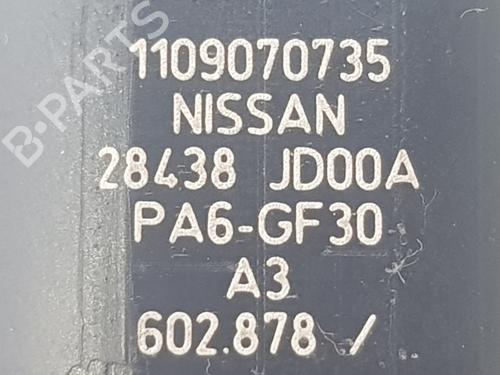 B-PARTS
1109070735
NISSAN
28438 JD00A
PA6-GF30
A3
602.878 /